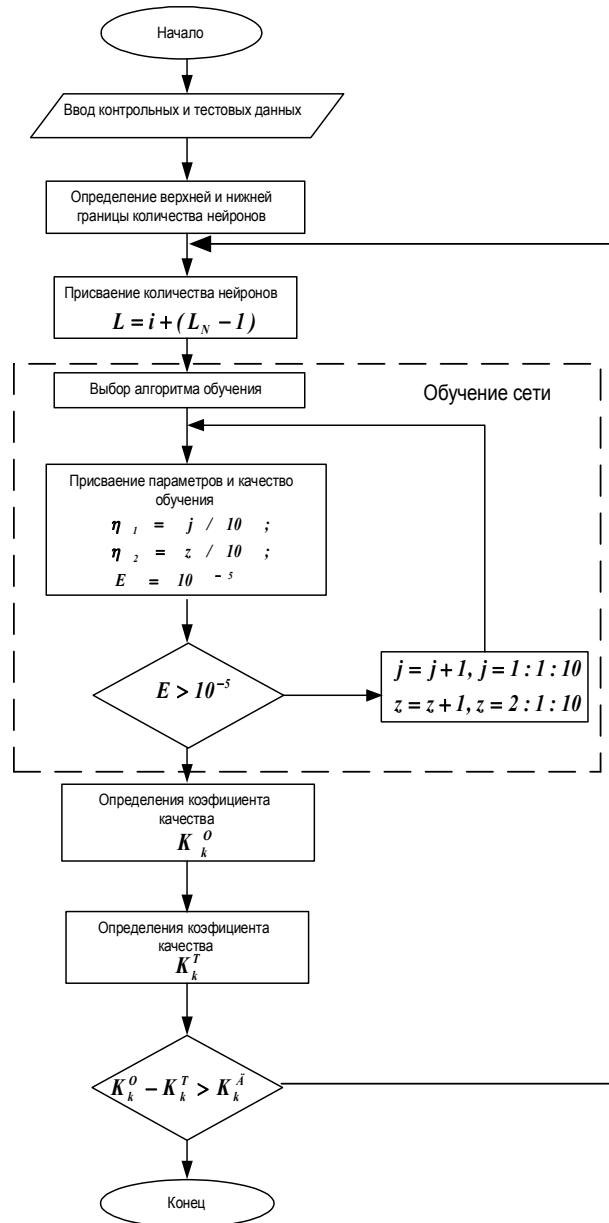 Начало
Ввод контрольных и тестовых данных
Определение верхней и нижней
границы количества нейронов
Присваение количества нейронов
L = i + (L_N − 1)
Выбор алгоритма обучения
Обучение сети
Присваение параметров и качество
обучения
η_1 = j / 10 ;
η_2 = z / 10 ;
E = 10^−5
E > 10^−5
j = j + 1, j = 1 : 1 : 10
z = z + 1, z = 2 : 1 : 10
Определения коэфициента
качества
K_k^O
Определения коэфициента
качества
K_k^T
K_k^O − K_k^T > K_k^Ä
Конец